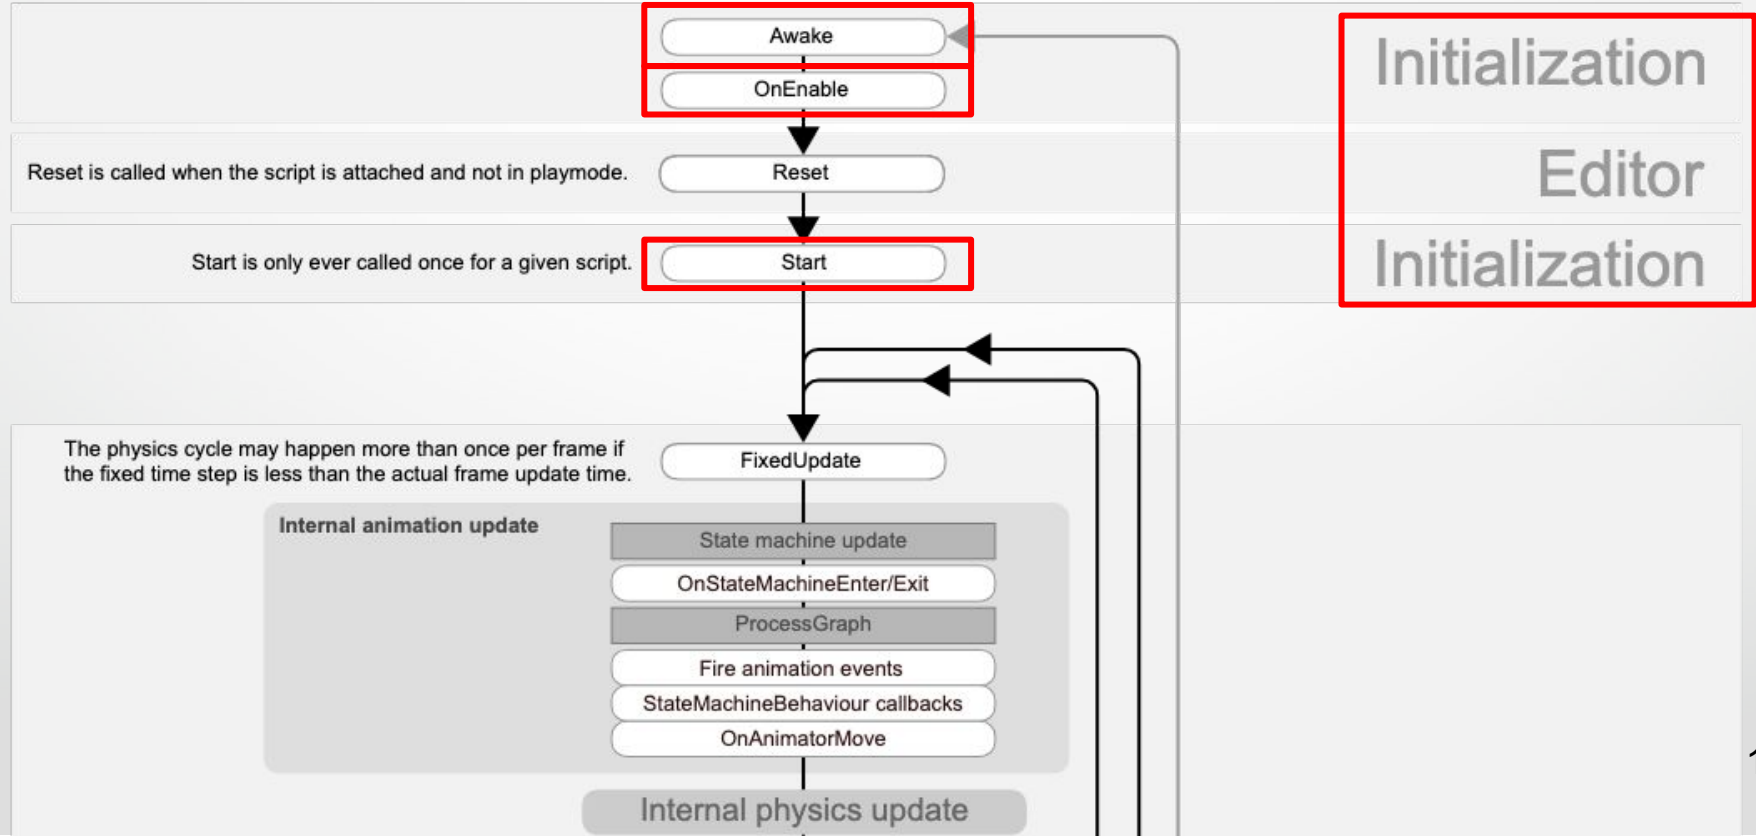 Awake
Initialization
OnEnable
Reset is called when the script is attached and not in playmode.
Reset
Editor
Start is only ever called once for a given script.
Start
Initialization
The physics cycle may happen more than once per frame if
the fixed time step is less than the actual frame update time.
FixedUpdate
Internal animation update
State machine update
OnStateMachineEnter/Exit
ProcessGraph
Fire animation events
StateMachineBehaviour callbacks
OnAnimatorMove
Internal physics update